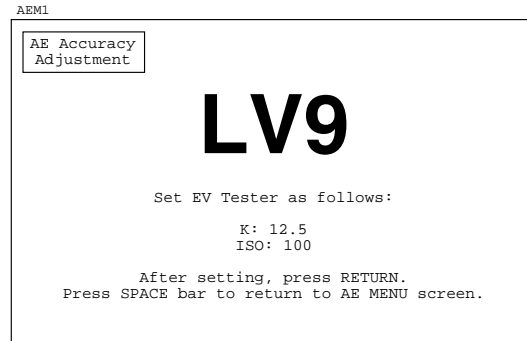 AEM1
AE Accuracy
Adjustment
LV9
Set EV Tester as follows:
K: 12.5
ISO: 100
After setting, press RETURN.
Press SPACE bar to return to AE MENU screen.